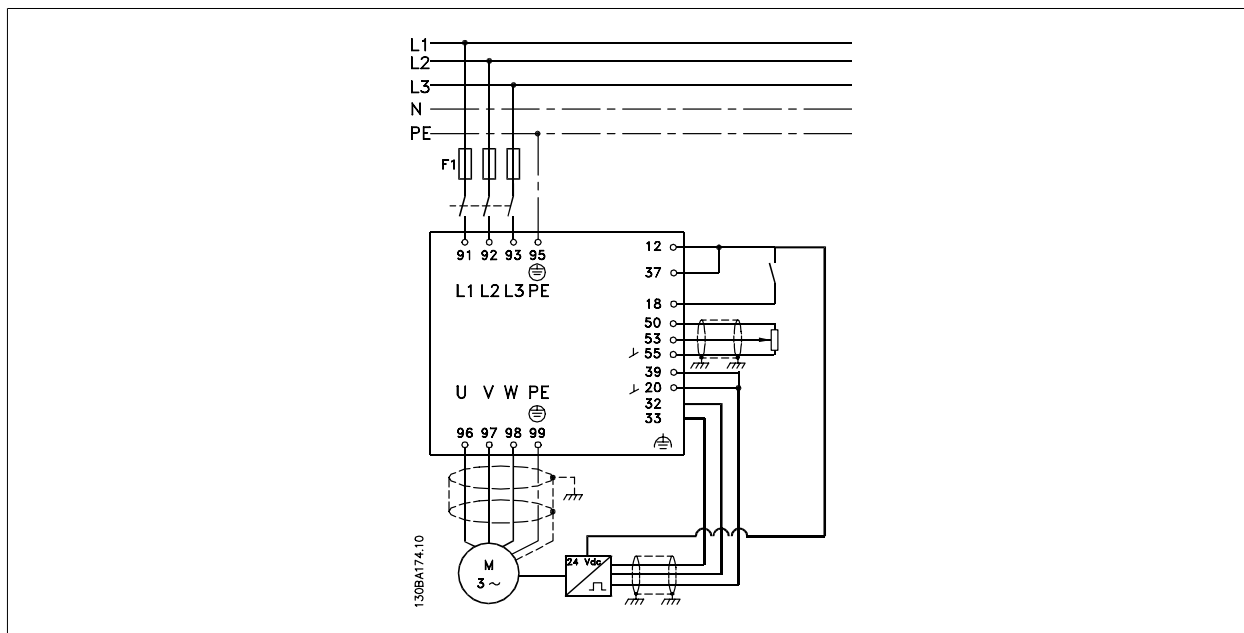 L1
L2
L3
N
PE
F1
91 92 93 95
L1 L2 L3 PE
12
37
18
50
53
55
39
20
32
33
U V W PE
96 97 98 99
M
3 ~
24 Vdc
130BA174.10